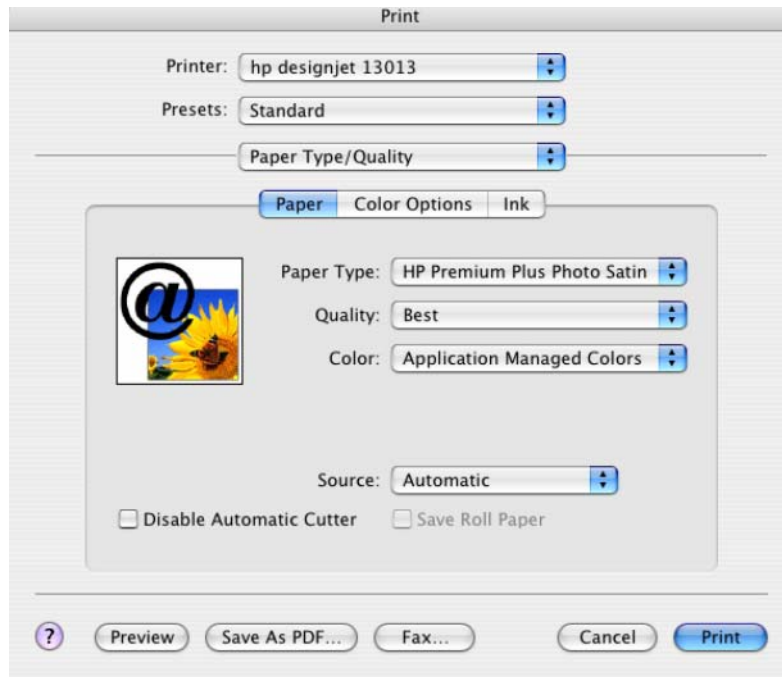 Print
Printer: hp designjet 13013
Presets: Standard
Paper Type/Quality
Paper Color Options Ink
@
Paper Type: HP Premium Plus Photo Satin
Quality: Best
Color: Application Managed Colors
Source: Automatic
Disable Automatic Cutter Save Roll Paper
? Preview Save As PDF... Fax... Cancel Print